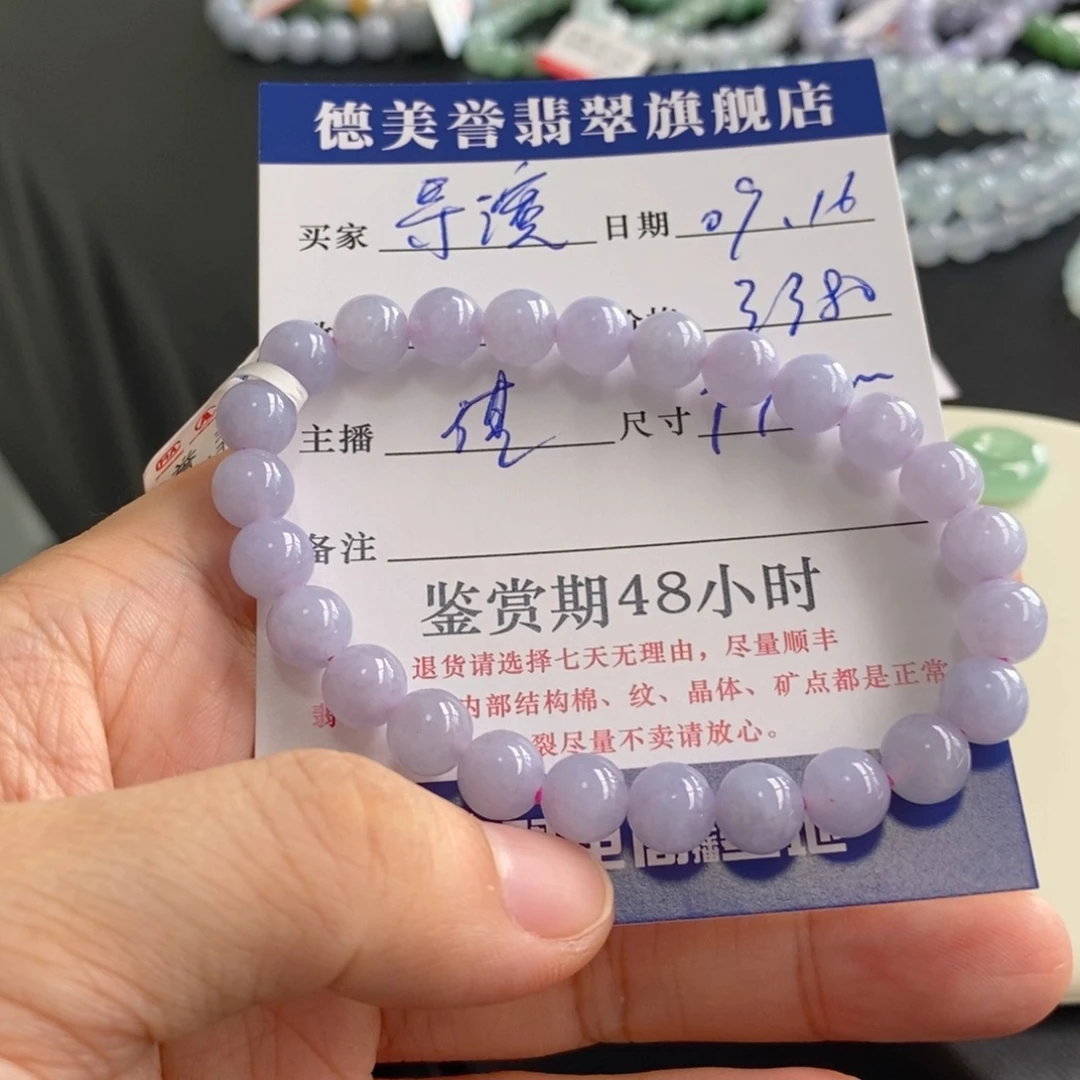 德美誉翡翠旗舰店
买家 日期 09.16
3380
主播 尺寸
备注
鉴赏期48小时
退货请选择七天无理由，尽量顺丰
翡 内部结构棉、纹、晶体、矿点都是正常
裂尽量不卖请放心。